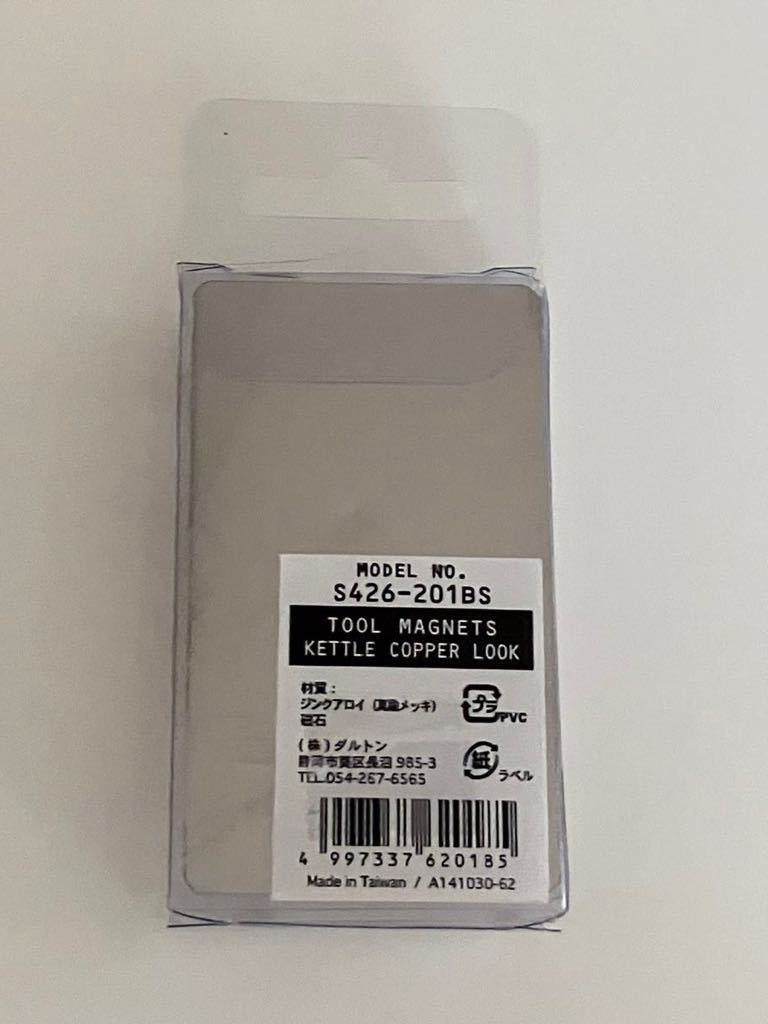 MODEL NO.
S426-201BS
TOOL MAGNETS
KETTLE COPPER LOOK
材質：
ジンクアロイ（真鍮メッキ）
磁石
プラ
PVC
(株)ダルトン
静岡市葵区長沼 985-3
TEL.054-267-6565
紙
ラベル
4 997337 620185
Made in Taiwan / A141030-62